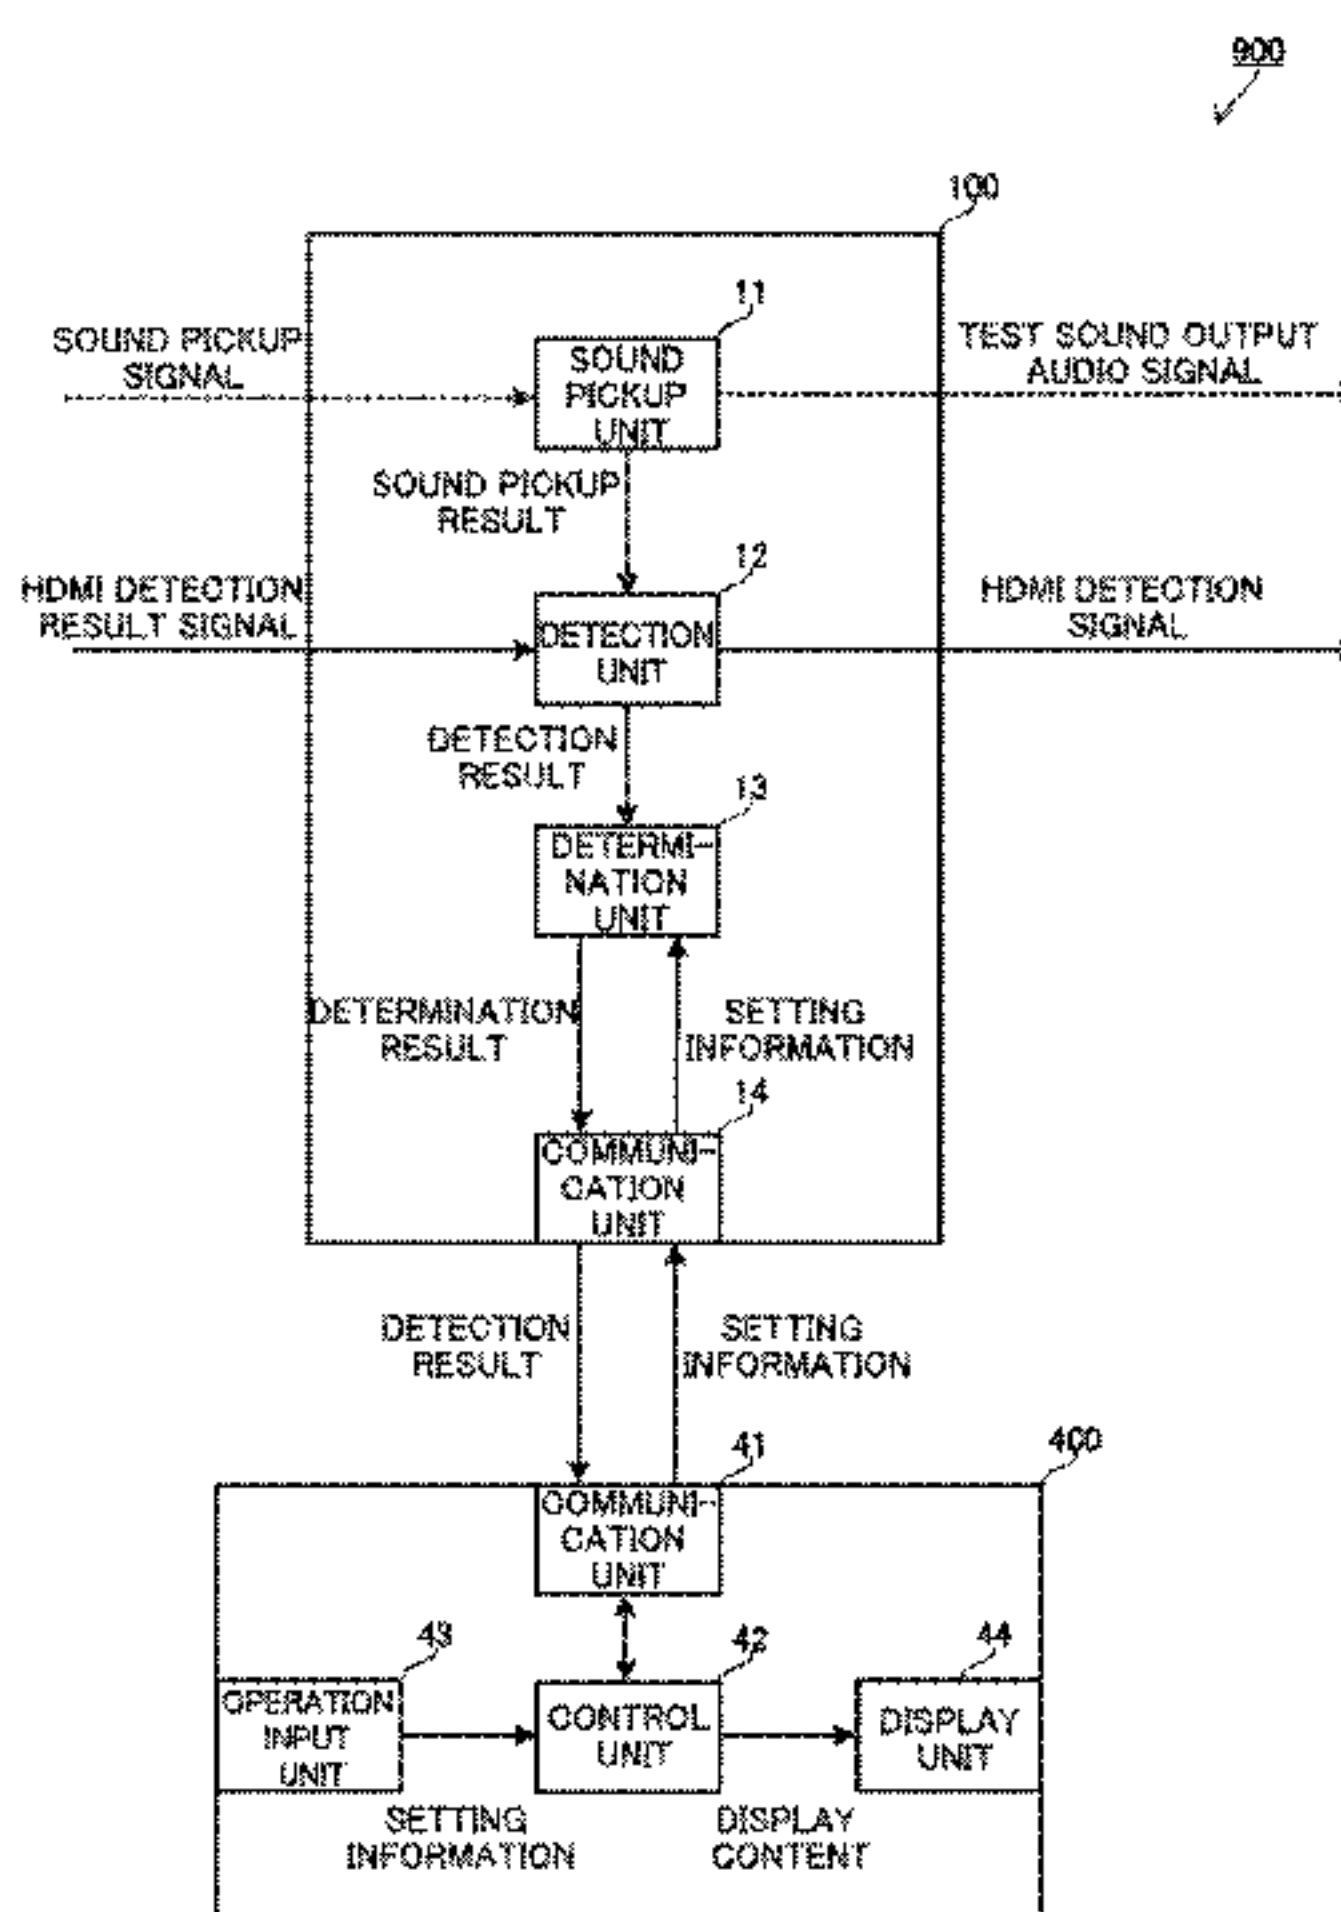 900
100
11
SOUND PICKUP
SIGNAL
SOUND
PICKUP
UNIT
TEST SOUND OUTPUT
AUDIO SIGNAL
SOUND PICKUP
RESULT
12
HDMI DETECTION
RESULT SIGNAL
DETECTION
UNIT
HDMI DETECTION
SIGNAL
DETECTION
RESULT
13
DETERMI-
NATION
UNIT
DETERMINATION
RESULT
SETTING
INFORMATION
14
COMMUNI-
CATION
UNIT
DETECTION
RESULT
SETTING
INFORMATION
41
400
COMMUNI-
CATION
UNIT
43
42
44
OPERATION
INPUT
UNIT
CONTROL
UNIT
DISPLAY
UNIT
SETTING
INFORMATION
DISPLAY
CONTENT